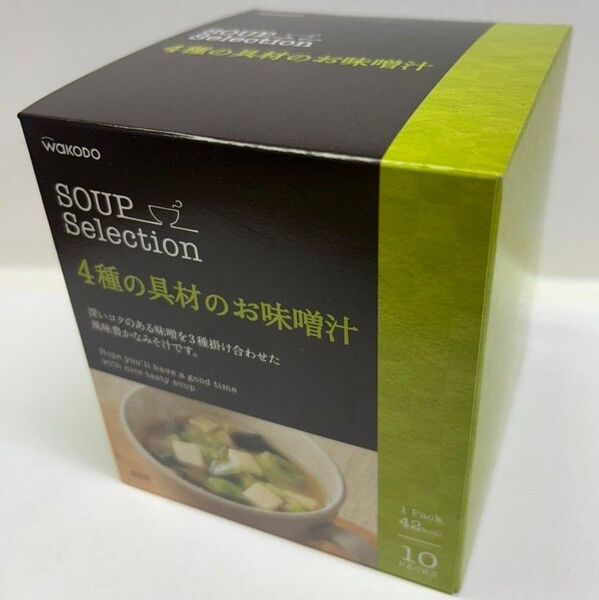 SOUP
Selection
4種の具材のお味噌汁
WAKODO
SOUP
Selection
4種の具材のお味噌汁
深いコクのある味噌を3種掛け合わせた
風味豊かなみそ汁です。
Hope you'll have a good time
with nice tasty soup.
1 Pack
42kcal
10
PACKS